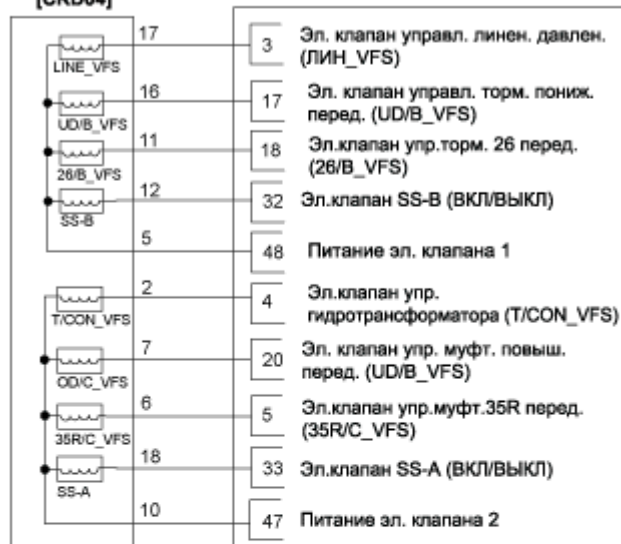 17
3
Эл. клапан управл. линен. давлен.
(ЛИН_VFS)
LINE_VFS
16
17
Эл. клапан управл. торм. пониж.
перед. (UD/B_VFS)
UD/B_VFS
11
18
Эл.клапан упр.торм. 26 перед.
(26/B_VFS)
26/B_VFS
12
32
Эл.клапан SS-B (ВКЛ/ВЫКЛ)
SS-B
5
48
Питание эл. клапана 1
2
4
Эл.клапан упр.
гидротрансформатора (T/CON_VFS)
T/CON_VFS
7
20
Эл. клапан упр. муфт. повыш.
перед. (UD/B_VFS)
OD/C_VFS
6
5
Эл.клапан упр.муфт.35R перед.
(35R/C_VFS)
35R/C_VFS
18
33
Эл.клапан SS-A (ВКЛ/ВЫКЛ)
SS-A
10
47
Питание эл. клапана 2